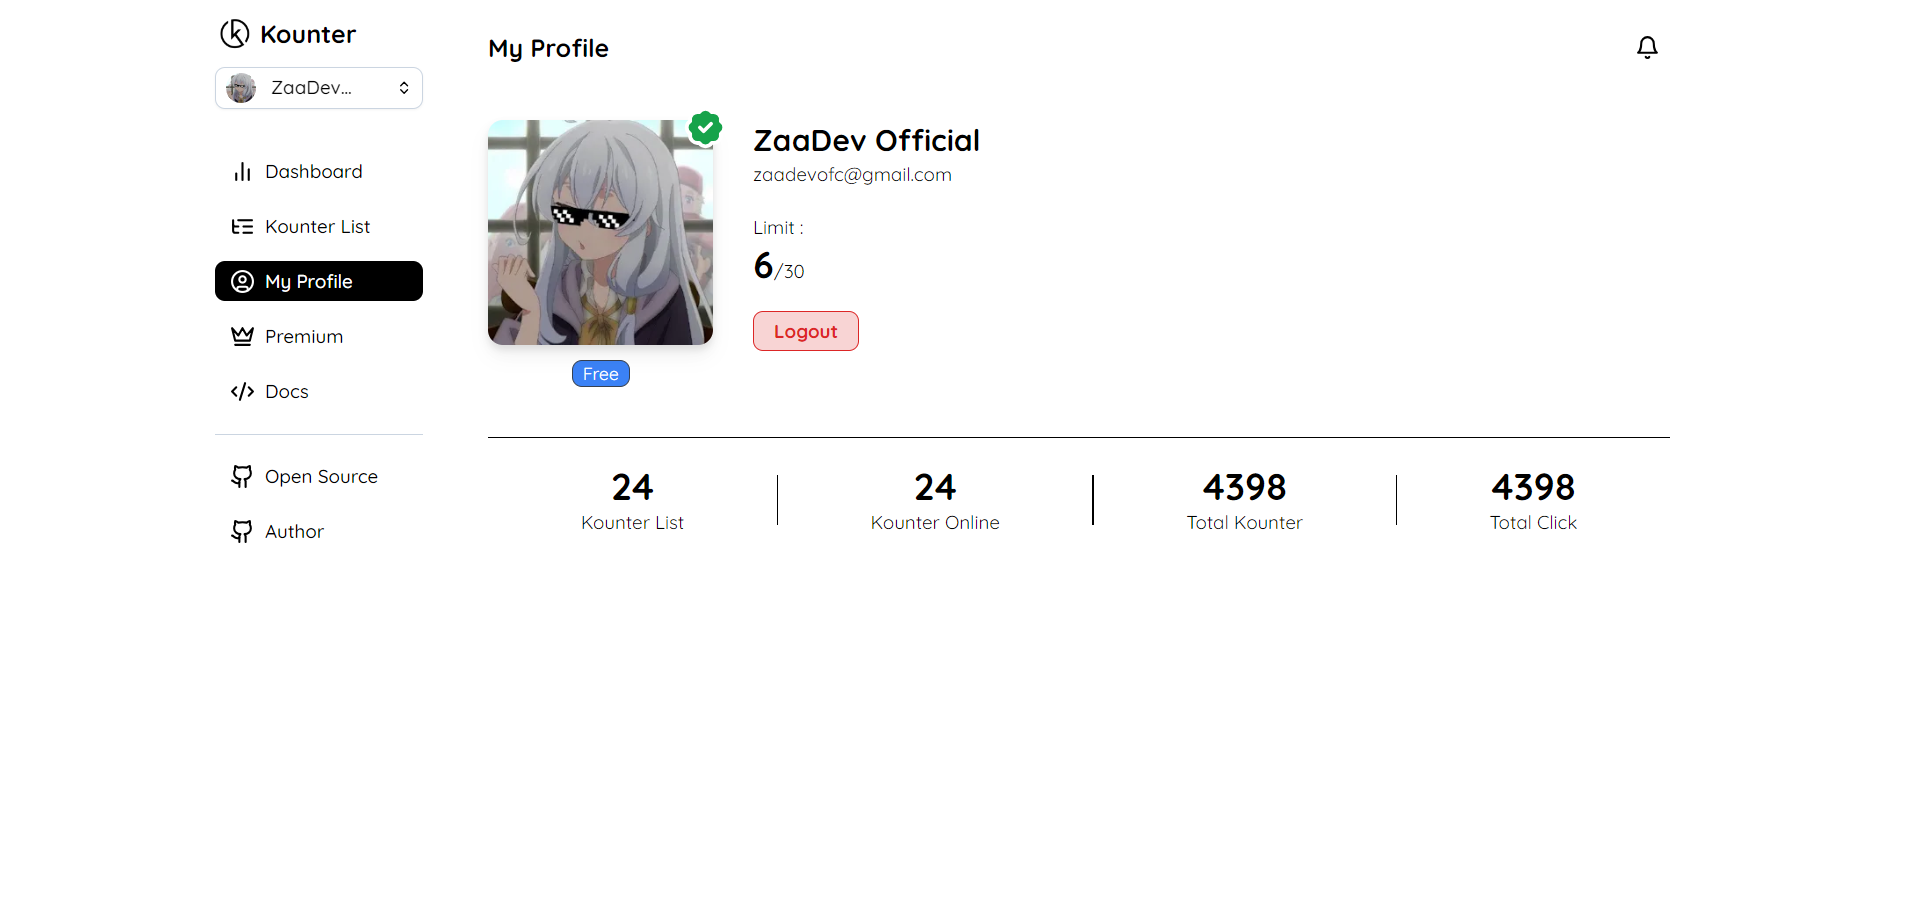 Kounter
ZaaDev...
Dashboard
Kounter List
My Profile
Premium
Docs
Open Source
Author
My Profile
ZaaDev Official
zaadevofc@gmail.com
Limit :
6/30
Logout
Free
24
Kounter List
24
Kounter Online
4398
Total Kounter
4398
Total Click